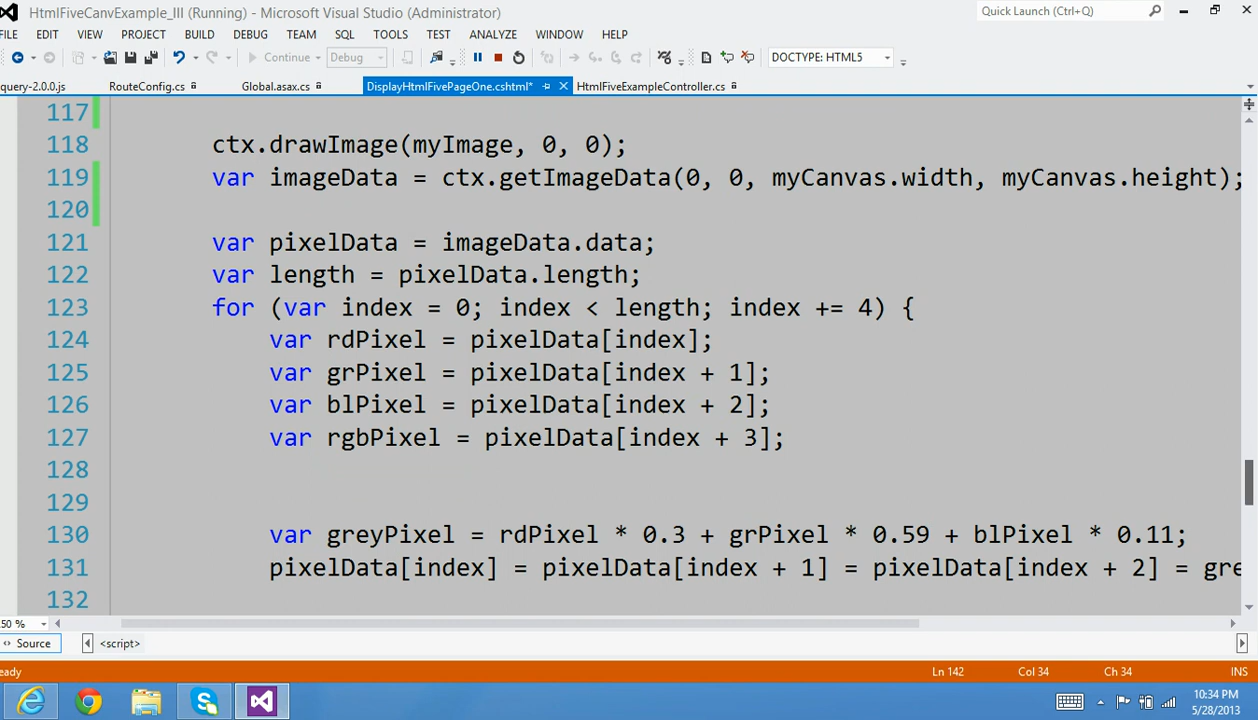 HtmlFiveCanvExample_III (Running) - Microsoft Visual Studio (Administrator)
Quick Launch (Ctrl+Q)
FILE EDIT VIEW PROJECT BUILD DEBUG TEAM SQL TOOLS TEST ANALYZE WINDOW HELP
Continue Debug DOCTYPE: HTML5
query-2.0.0.js RouteConfig.cs Global.asax.cs DisplayHtmlFivePageOne.cshtml* HtmlFiveExampleController.cs
117
118 ctx.drawImage(myImage, 0, 0);
119 var imageData = ctx.getImageData(0, 0, myCanvas.width, myCanvas.height);
120
121 var pixelData = imageData.data;
122 var length = pixelData.length;
123 for (var index = 0; index < length; index += 4) {
124 var rdPixel = pixelData[index];
125 var grPixel = pixelData[index + 1];
126 var blPixel = pixelData[index + 2];
127 var rgbPixel = pixelData[index + 3];
128
129
130 var greyPixel = rdPixel * 0.3 + grPixel * 0.59 + blPixel * 0.11;
131 pixelData[index] = pixelData[index + 1] = pixelData[index + 2] = gre
132
50 %
Source <script>
eady Ln 142 Col 34 Ch 34 INS
10:34 PM
5/28/2013